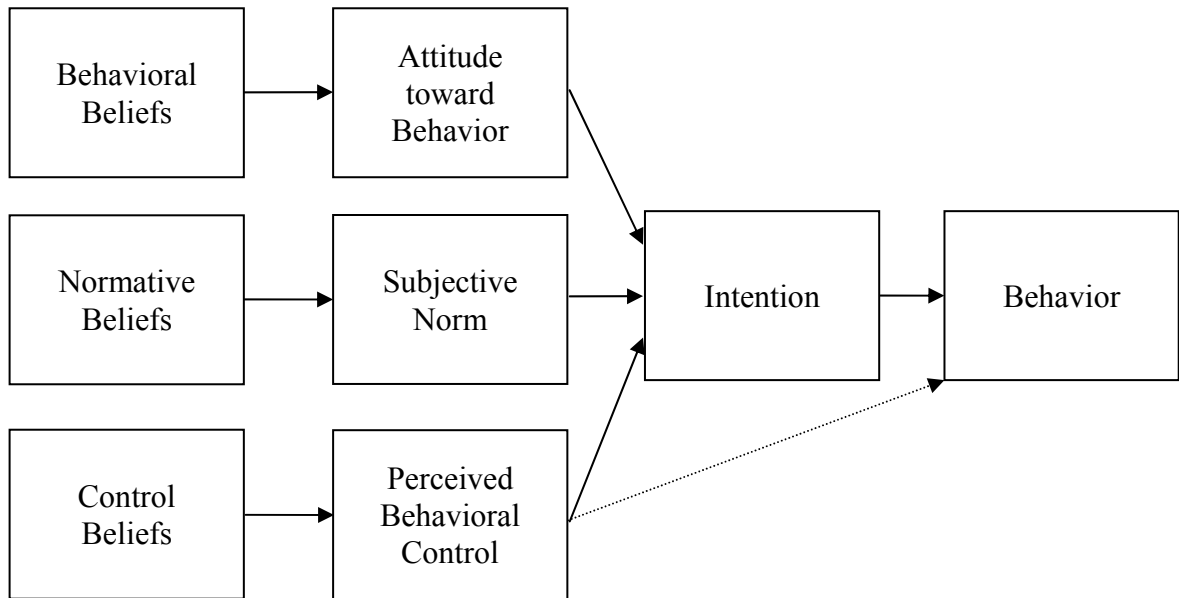 Behavioral
Beliefs
Attitude
toward
Behavior
Normative
Beliefs
Subjective
Norm
Intention
Behavior
Control
Beliefs
Perceived
Behavioral
Control